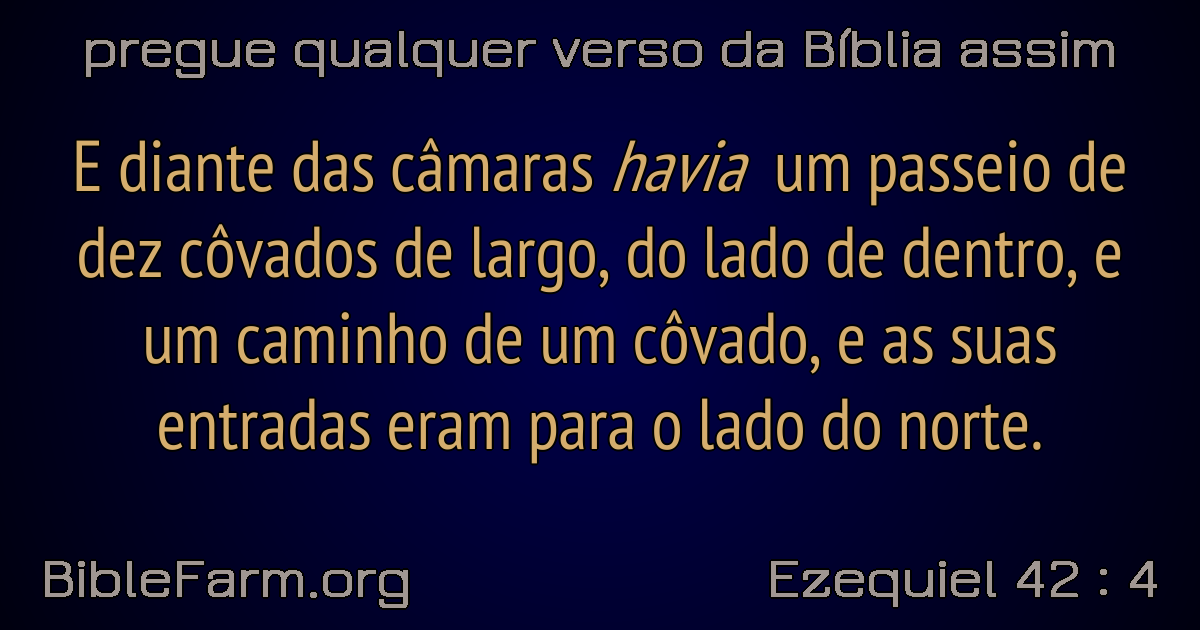 pregue qualquer verso da Bíblia assim
E diante das câmaras havia um passeio de
dez côvados de largo, do lado de dentro, e
um caminho de um côvado, e as suas
entradas eram para o lado do norte.
BibleFarm.org
Ezequiel 42 : 4